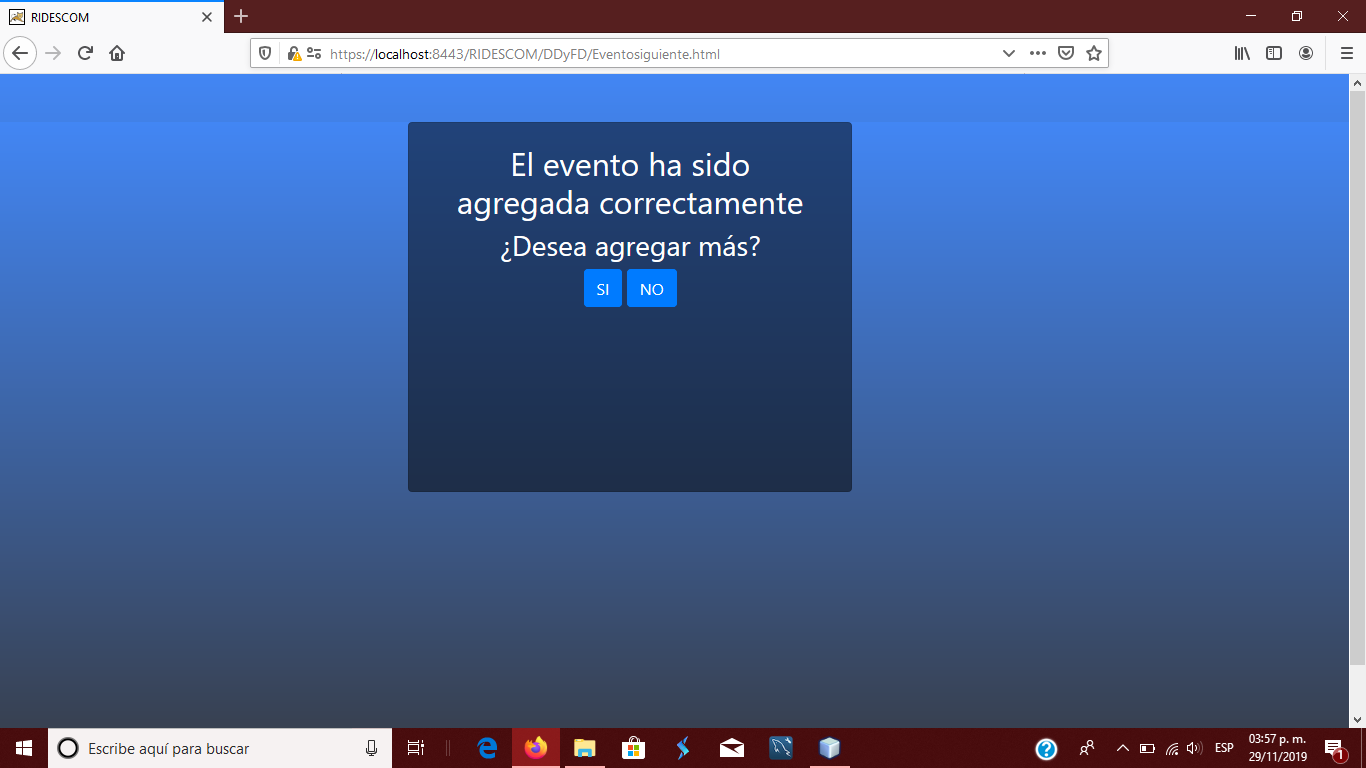 RIDESCOM
https://localhost:8443/RIDESCOM/DDyFD/Eventosiguiente.html
El evento ha sido
agregada correctamente
¿Desea agregar más?
SI NO
Escribe aquí para buscar
ESP
03:57 p. m.
29/11/2019
1